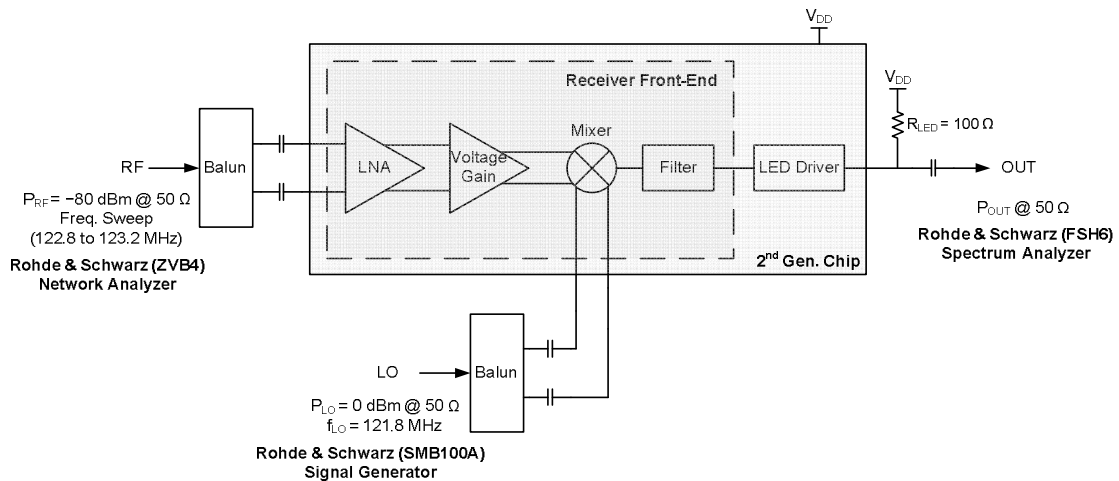 V_DD
Receiver Front-End
V_DD
R_LED = 100 Ω
Mixer
Balun
RF
LNA
Voltage
Gain
Filter
LED Driver
OUT
P_RF = −80 dBm @ 50 Ω
Freq. Sweep
(122.8 to 123.2 MHz)
Rohde & Schwarz (ZVB4)
Network Analyzer
P_OUT @ 50 Ω
Rohde & Schwarz (FSH6)
Spectrum Analyzer
2nd Gen. Chip
LO
Balun
P_LO = 0 dBm @ 50 Ω
f_LO = 121.8 MHz
Rohde & Schwarz (SMB100A)
Signal Generator